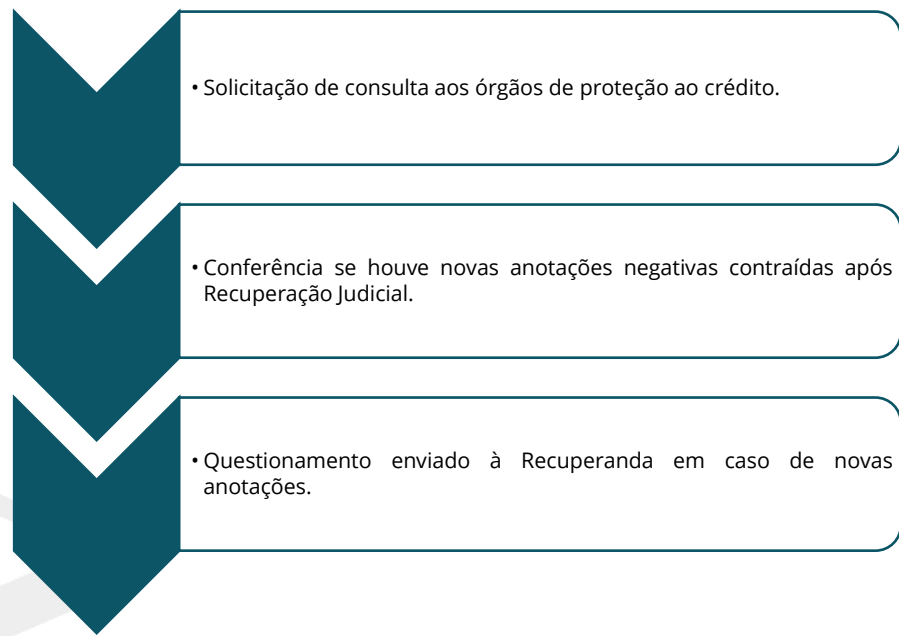 • Solicitação de consulta aos órgãos de proteção ao crédito.
• Conferência se houve novas anotações negativas contraídas após
Recuperação Judicial.
• Questionamento enviado à Recuperanda em caso de novas
anotações.